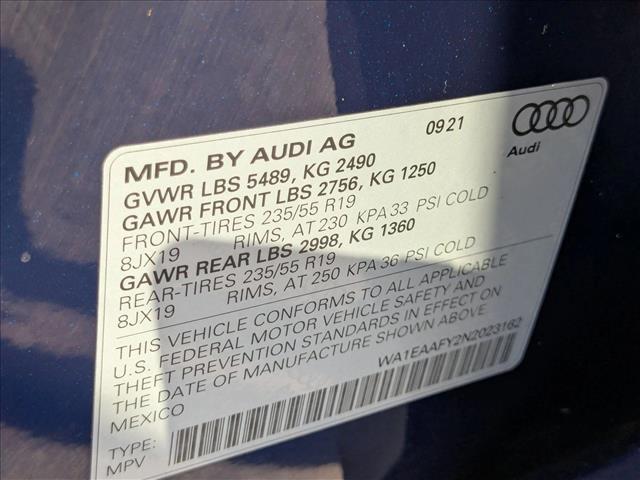 09.21
MFD. BY AUDI AG
Audi
GVWR LBS 5489, KG 2490
GAWR FRONT LBS 2756, KG 1250
FRONT-TIRES 235/55 R19
8JX19 RIMS, AT 230 KPA 33 PSI COLD
GAWR REAR LBS 2998, KG 1360
REAR-TIRES 235/55 R19
8JX19 RIMS, AT 250 KPA 36 PSI COLD
THIS VEHICLE CONFORMS TO ALL APPLICABLE
U.S. FEDERAL MOTOR VEHICLE SAFETY AND
THEFT PREVENTION STANDARDS IN EFFECT ON
THE DATE OF MANUFACTURE SHOWN ABOVE.
MEXICO
WA1EAAFY2N2023162
TYPE:
MPV